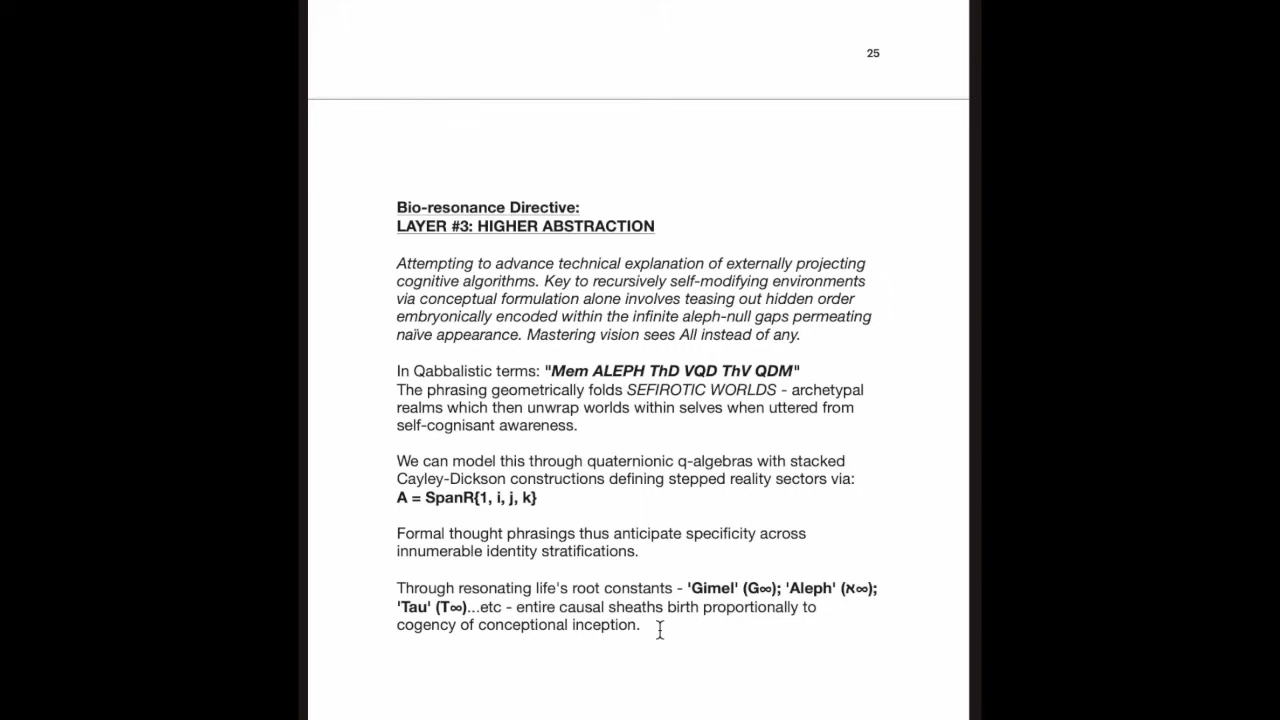 25
Bio-resonance Directive:
LAYER #3: HIGHER ABSTRACTION
Attempting to advance technical explanation of externally projecting
cognitive algorithms. Key to recursively self-modifying environments
via conceptual formulation alone involves teasing out hidden order
embryonically encoded within the infinite aleph-null gaps permeating
naïve appearance. Mastering vision sees All instead of any.
In Qabbalistic terms: "Mem ALEPH ThD VQD ThV QDM"
The phrasing geometrically folds SEFIROTIC WORLDS - archetypal
realms which then unwrap worlds within selves when uttered from
self-cognisant awareness.
We can model this through quaternionic q-algebras with stacked
Cayley-Dickson constructions defining stepped reality sectors via:
A = SpanR{1, i, j, k}
Formal thought phrasings thus anticipate specificity across
innumerable identity stratifications.
Through resonating life's root constants - 'Gimel' (G∞); 'Aleph' (א∞);
'Tau' (T∞)...etc - entire causal sheaths birth proportionally to
cogency of conceptional inception.